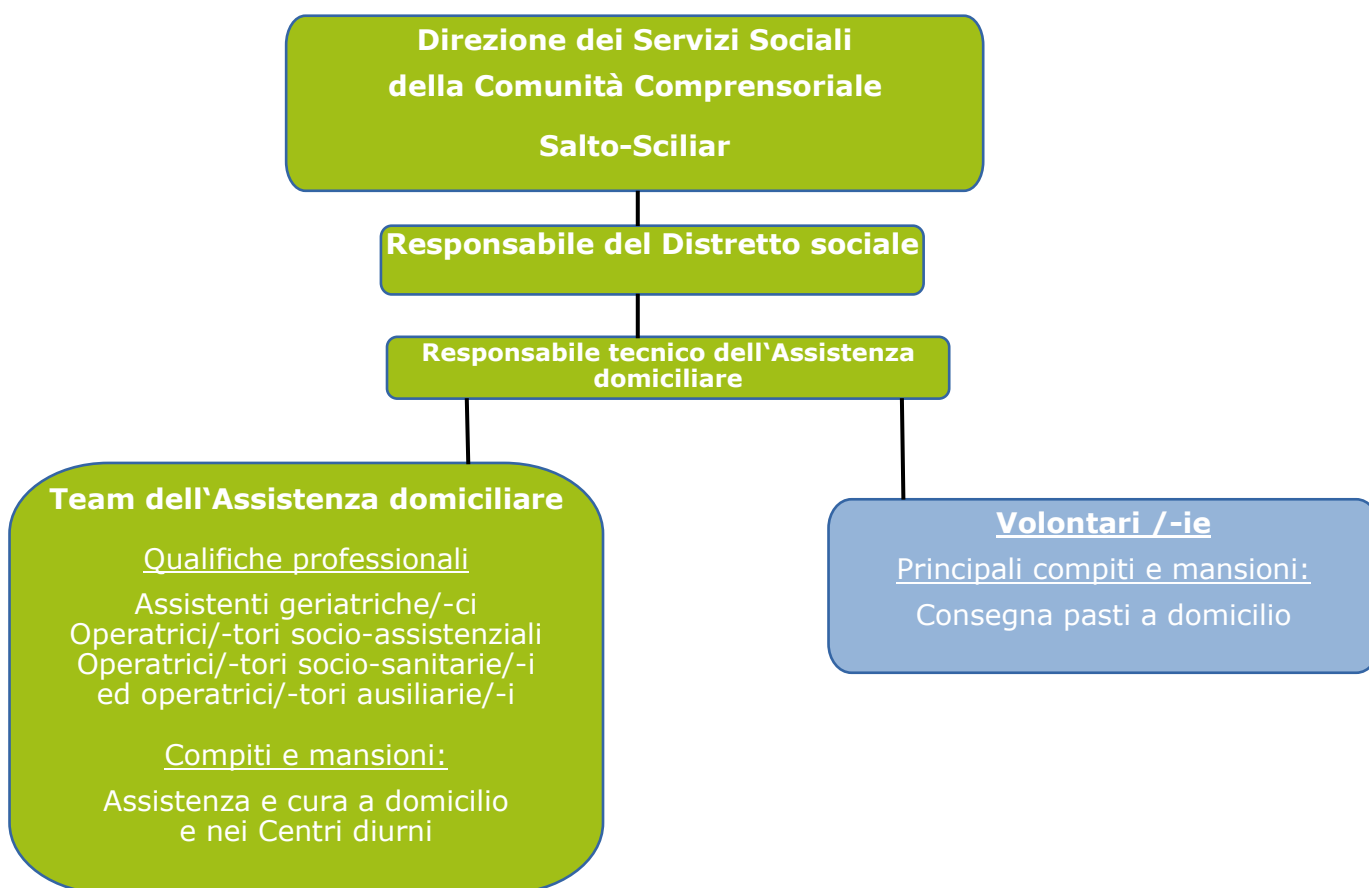 Direzione dei Servizi Sociali
della Comunità Comprensoriale
Salto-Sciliar
Responsabile del Distretto sociale
Responsabile tecnico dell‘Assistenza
domiciliare
Team dell‘Assistenza domiciliare
Qualifiche professionali
Assistenti geriatriche/-ci
Operatrici/-tori socio-assistenziali
Operatrici/-tori socio-sanitarie/-i
ed operatrici/-tori ausiliarie/-i
Compiti e mansioni:
Assistenza e cura a domicilio
e nei Centri diurni
Volontari /-ie
Principali compiti e mansioni:
Consegna pasti a domicilio